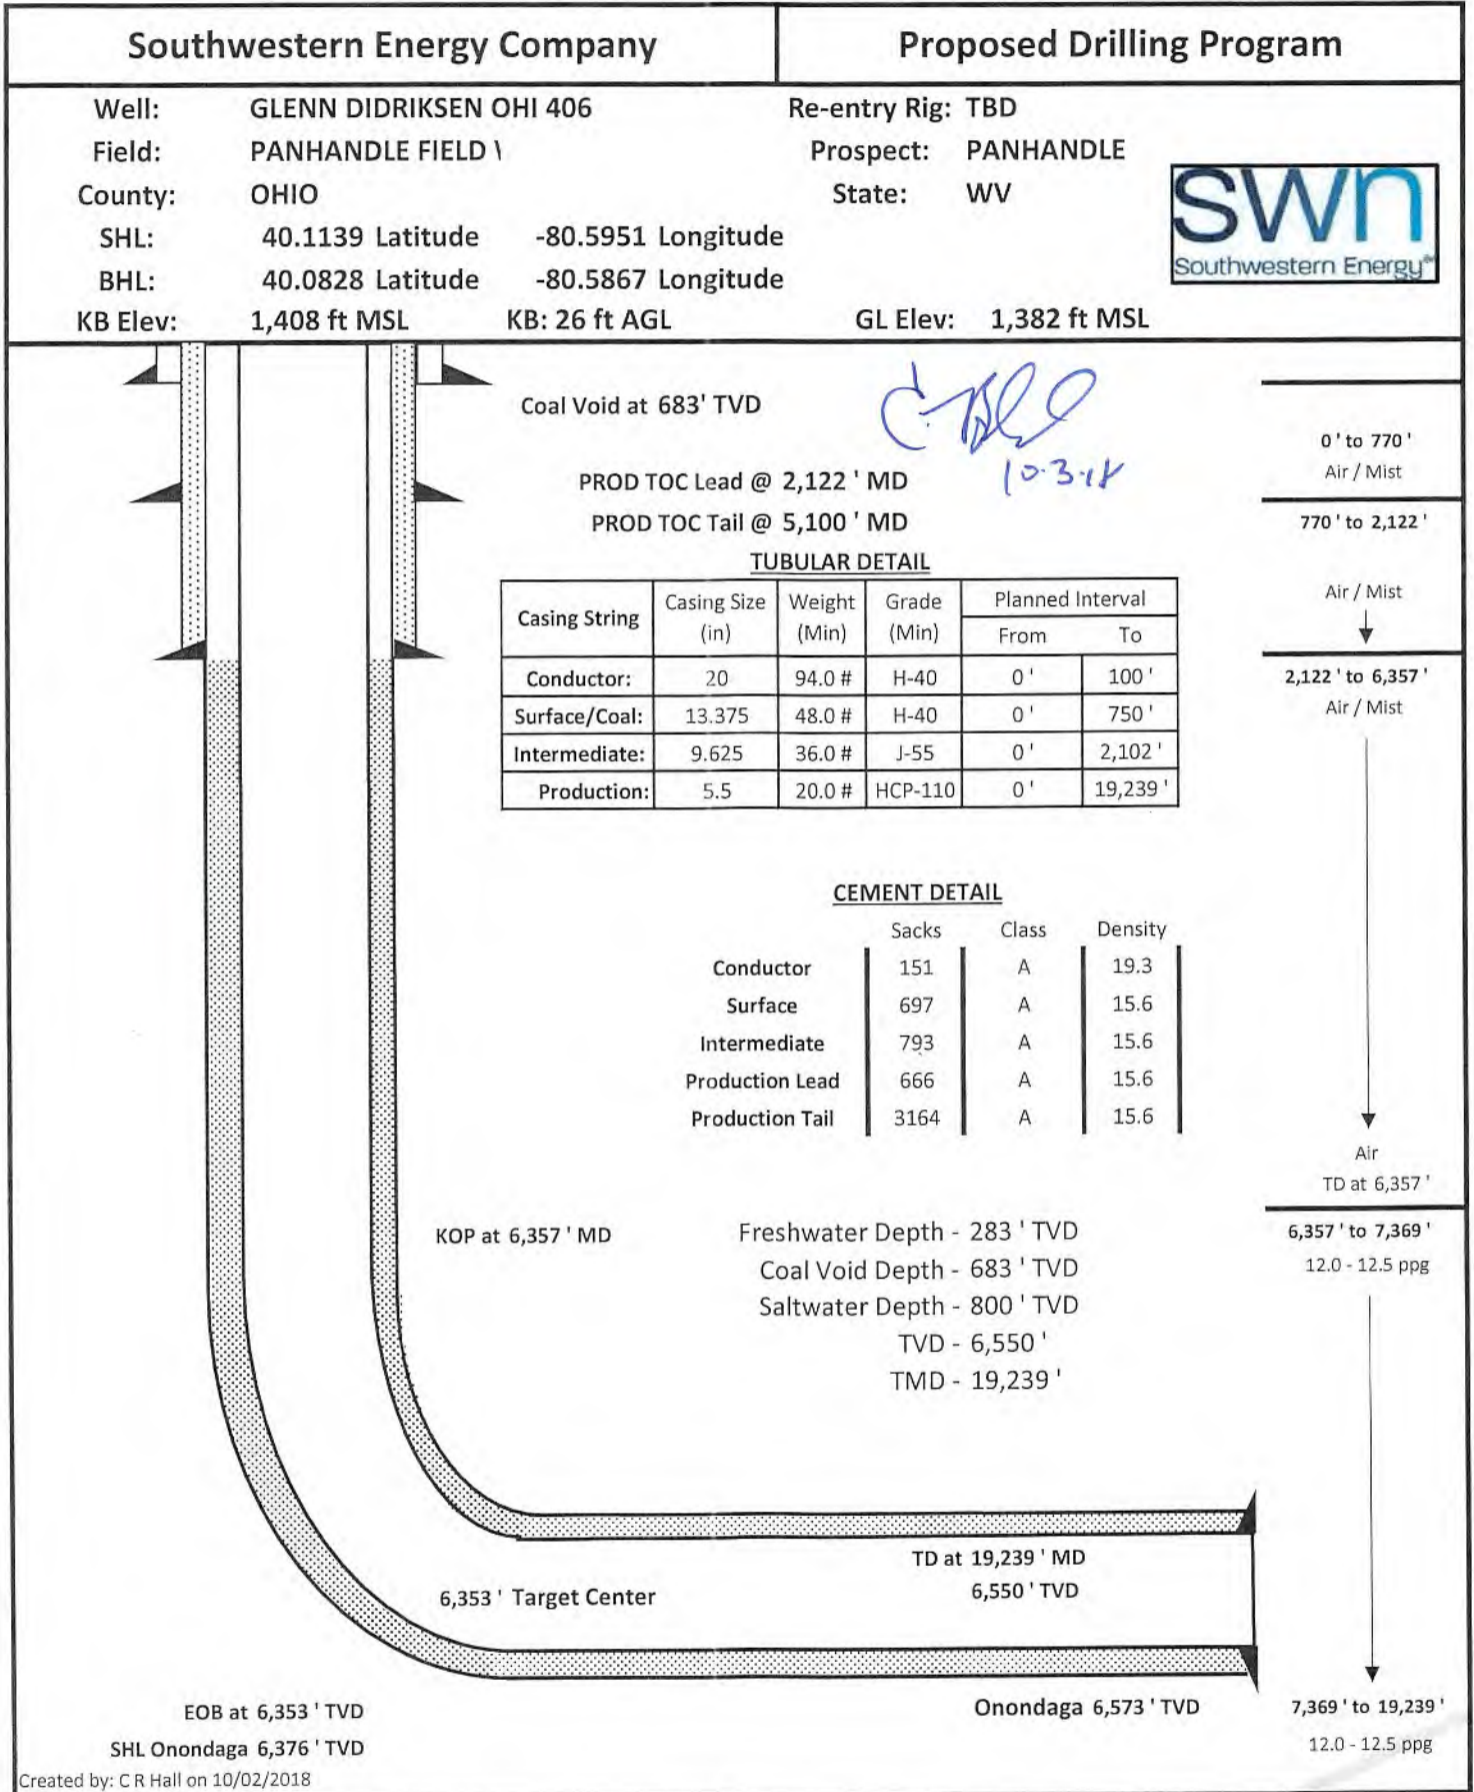 Southwestern Energy Company
Proposed Drilling Program
Well: GLENN DIDRIKSEN OHI 406 Re-entry Rig: TBD
Field: PANHANDLE FIELD \ Prospect: PANHANDLE
County: OHIO State: WV
SHL: 40.1139 Latitude -80.5951 Longitude
BHL: 40.0828 Latitude -80.5867 Longitude
KB Elev: 1,408 ft MSL KB: 26 ft AGL GL Elev: 1,382 ft MSL
swn
Southwestern Energy®
Coal Void at 683' TVD
10-3-18
PROD TOC Lead @ 2,122 ' MD
PROD TOC Tail @ 5,100 ' MD
0 ' to 770 '
Air / Mist
770 ' to 2,122 '
Air / Mist
2,122 ' to 6,357 '
Air / Mist
TUBULAR DETAIL
Casing String Casing Size (in) Weight (Min) Grade (Min) Planned Interval
From To
Conductor: 20 94.0 # H-40 0 ' 100 '
Surface/Coal: 13.375 48.0 # H-40 0 ' 750 '
Intermediate: 9.625 36.0 # J-55 0 ' 2,102 '
Production: 5.5 20.0 # HCP-110 0 ' 19,239 '
CEMENT DETAIL
Sacks Class Density
Conductor 151 A 19.3
Surface 697 A 15.6
Intermediate 793 A 15.6
Production Lead 666 A 15.6
Production Tail 3164 A 15.6
Air
TD at 6,357 '
KOP at 6,357 ' MD
Freshwater Depth - 283 ' TVD
Coal Void Depth - 683 ' TVD
Saltwater Depth - 800 ' TVD
TVD - 6,550 '
TMD - 19,239 '
6,357 ' to 7,369 '
12.0 - 12.5 ppg
TD at 19,239 ' MD
6,550 ' TVD
6,353 ' Target Center
EOB at 6,353 ' TVD
SHL Onondaga 6,376 ' TVD
Onondaga 6,573 ' TVD
7,369 ' to 19,239 '
12.0 - 12.5 ppg
Created by: C R Hall on 10/02/2018